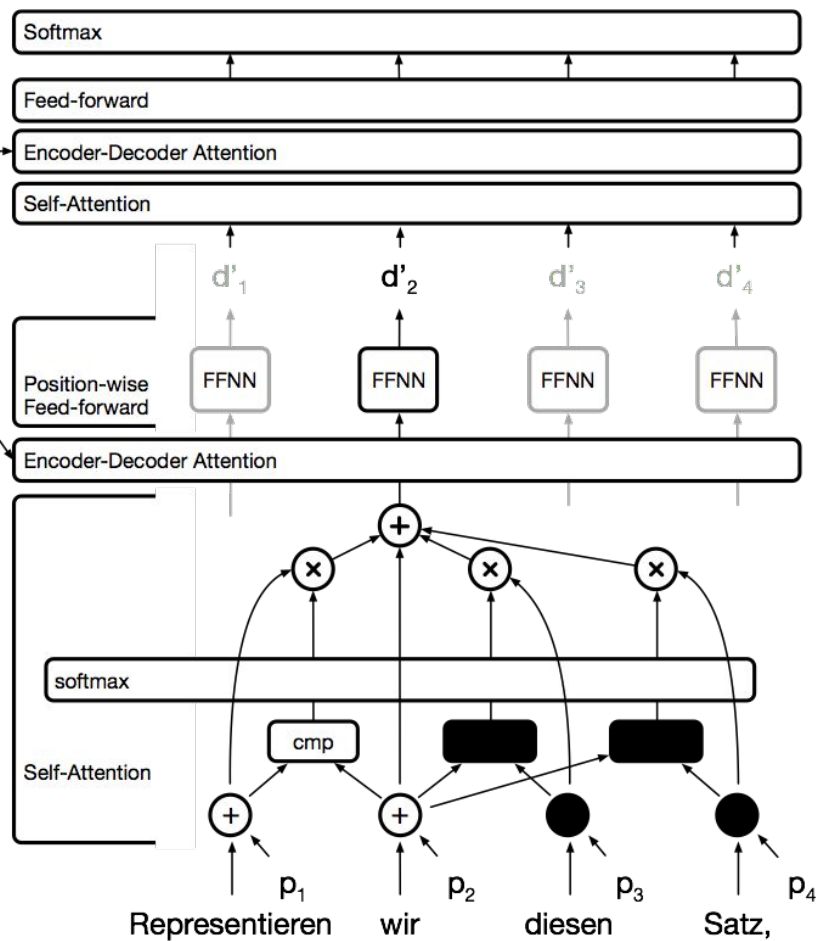 Softmax
Feed-forward
Encoder-Decoder Attention
Self-Attention
d'₁ d'₂ d'₃ d'₄
FFNN FFNN FFNN FFNN
Position-wise
Feed-forward
Encoder-Decoder Attention
+
× × ×
softmax
cmp
Self-Attention
+ +
p₁ p₂ p₃ p₄
Representieren wir diesen Satz,